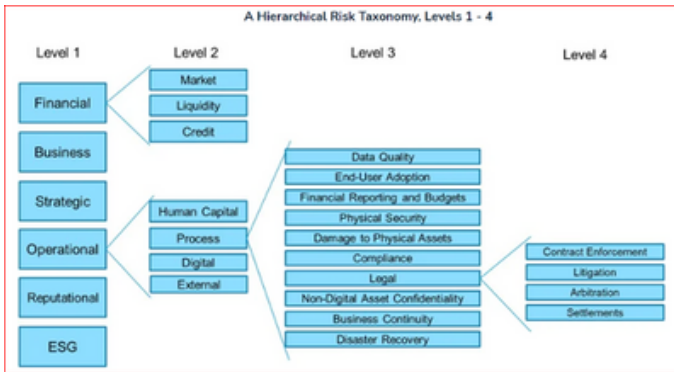 A Hierarchical Risk Taxonomy, Levels 1 - 4
Level 1
Level 2
Level 3
Level 4
Financial
Business
Strategic
Operational
Reputational
ESG
Market
Liquidity
Credit
Human Capital
Process
Digital
External
Data Quality
End-User Adoption
Financial Reporting and Budgets
Physical Security
Damage to Physical Assets
Compliance
Legal
Non-Digital Asset Confidentiality
Business Continuity
Disaster Recovery
Contract Enforcement
Litigation
Arbitration
Settlements